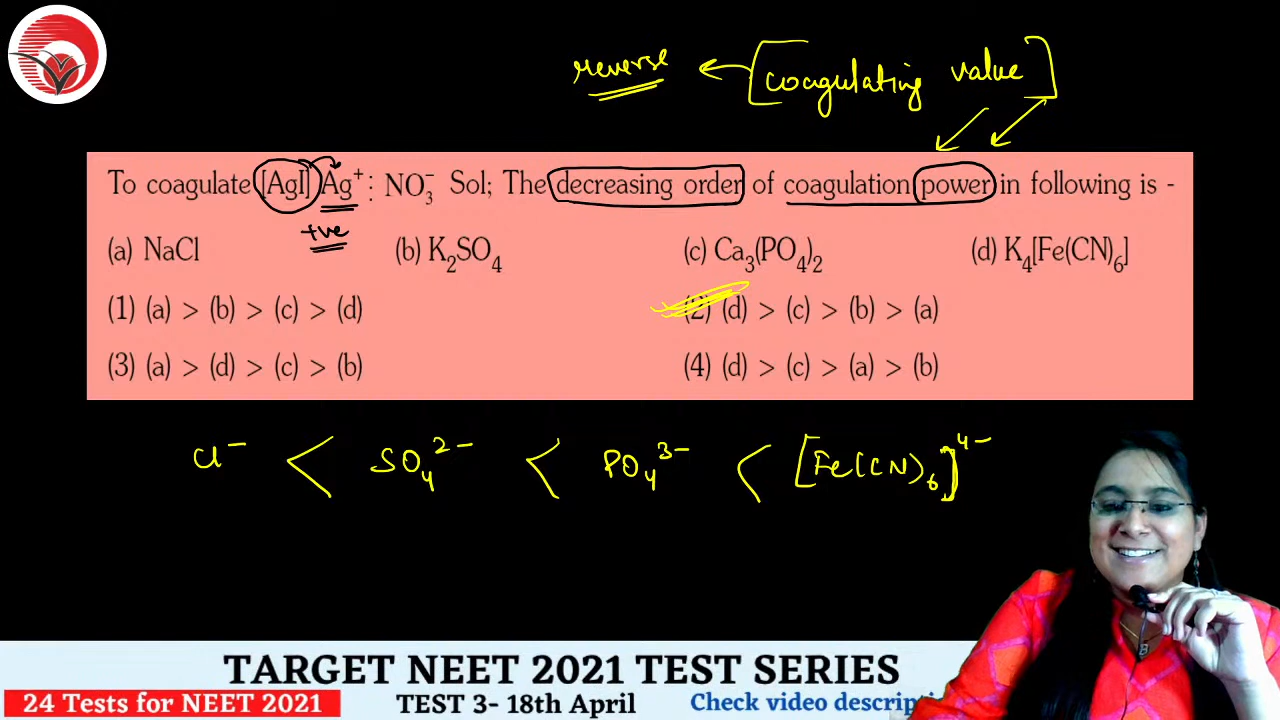 reverse ← [coagulating value]
To coagulate [AgI] Ag⁺ ⋮ NO₃⁻ Sol; The decreasing order of coagulation power in following is -
+ve
(a) NaCl (b) K₂SO₄ (c) Ca₃(PO₄)₂ (d) K₄[Fe(CN)₆]
(1) (a) > (b) > (c) > (d) (2) (d) > (c) > (b) > (a)
(3) (a) > (d) > (c) > (b) (4) (d) > (c) > (a) > (b)
Cl⁻ < SO₄²⁻ < PO₄³⁻ < [Fe(CN)₆]⁴⁻
TARGET NEET 2021 TEST SERIES
24 Tests for NEET 2021 TEST 3- 18th April Check video descripti